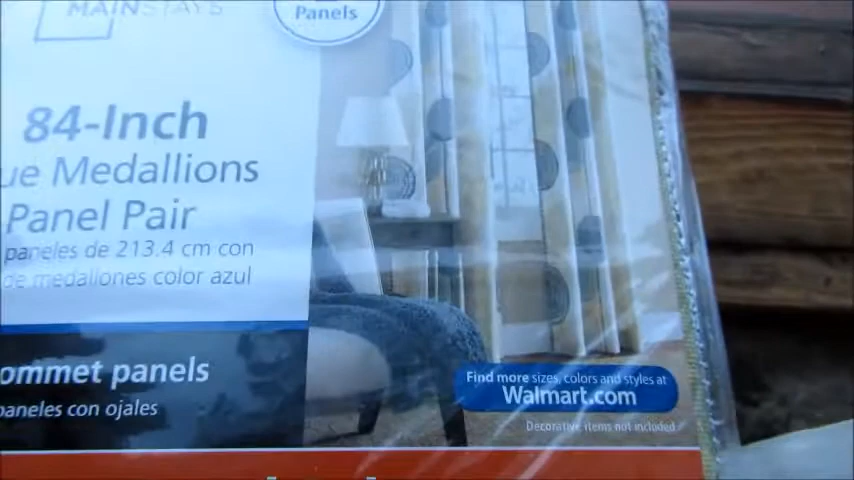 MAINSTAYS
Panels
84-Inch
ue Medallions
Panel Pair
paneles de 213.4 cm con
de medallones color azul
ommet panels
paneles con ojales
Find more sizes, colors and styles at
Walmart.com
Decorative items not included.